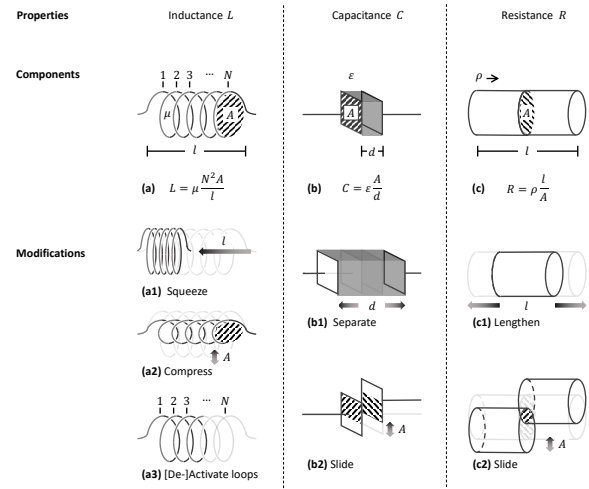 Properties Inductance L Capacitance C Resistance R
Components
1 2 3 ... N
μ A
l
ε
A
d
ρ →
A
l
(a) L = μ N²A / l
(b) C = ε A / d
(c) R = ρ l / A
Modifications
l
(a1) Squeeze
d
(b1) Separate
l
(c1) Lengthen
A
(a2) Compress
1 2 3 ... N
(a3) [De-]Activate loops
A
(b2) Slide
A
(c2) Slide